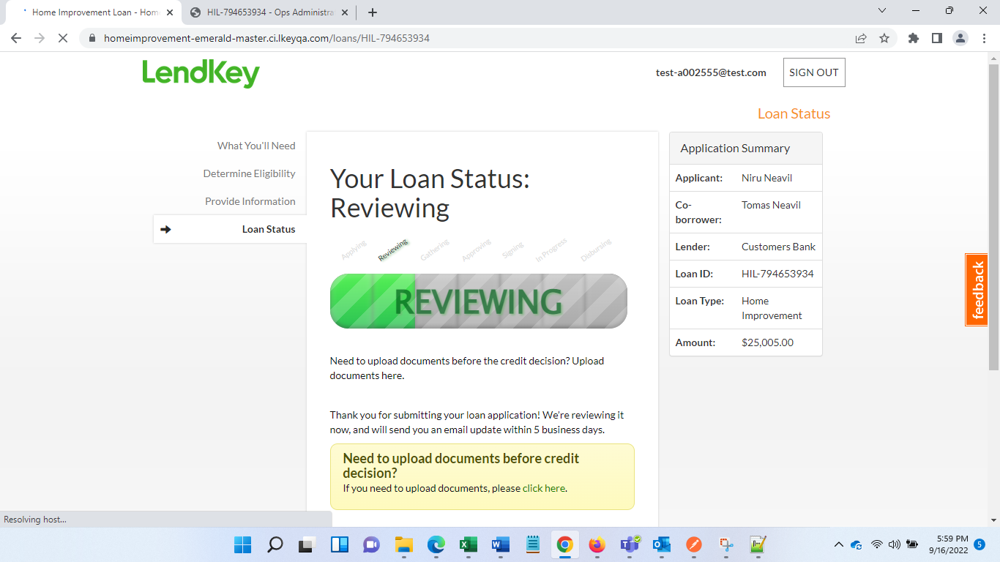 Home Improvement Loan - Hom
HIL-794653934 - Ops Administra
homeimprovement-emerald-master.ci.lkeyqa.com/loans/HIL-794653934
LendKey
test-a002555@test.com
SIGN OUT
Loan Status
What You'll Need
Determine Eligibility
Provide Information
Loan Status
Your Loan Status:
Reviewing
Applying
Reviewing
Gathering
Approving
Signing
In Progress
Disbursing
REVIEWING
Need to upload documents before the credit decision? Upload
documents here.
Thank you for submitting your loan application! We're reviewing it
now, and will send you an email update within 5 business days.
Need to upload documents before credit
decision?
If you need to upload documents, please click here.
Application Summary
Applicant: Niru Neavil
Co- Tomas Neavil
borrower:
Lender: Customers Bank
Loan ID: HIL-794653934
Loan Type: Home
Improvement
Amount: $25,005.00
feedback
Resolving host...
5:59 PM
9/16/2022
5